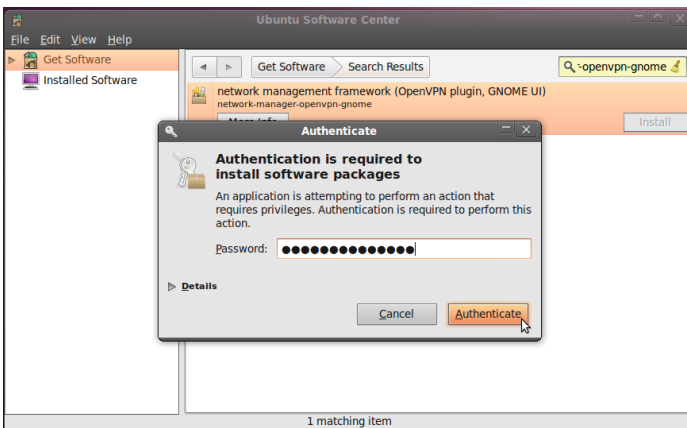 Ubuntu Software Center
File Edit View Help
Get Software
Installed Software
Get Software Search Results
-openvpn-gnome
network management framework (OpenVPN plugin, GNOME UI)
network-manager-openvpn-gnome
More Info
Install
Authenticate
Authentication is required to
install software packages
An application is attempting to perform an action that
requires privileges. Authentication is required to perform this
action.
Password: ●●●●●●●●●●●●●●
Details
Cancel Authenticate
1 matching item